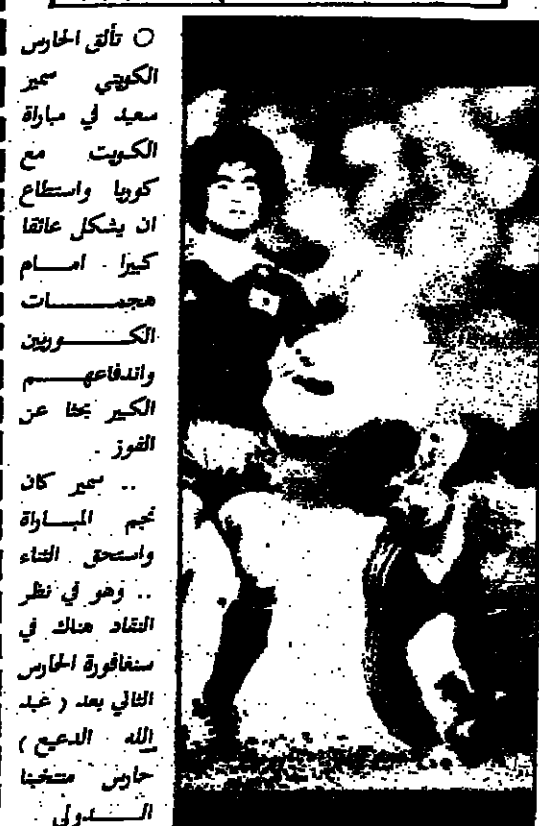 ○ تألق الحارس
الكويتي سمير
سعيد في مباراة
الكويت مع
كوريا واستطاع
ان يشكل عائقا
كبيرا امام
هجمات
الكوريين
واندفاعهم
الكبير بحثا عن
الفوز .
.. سمير كان
نجم المباراة
واستحق الثناء
.. وهو في نظر
النقاد هناك في
سنغافورة الحارس
الثاني بعد ( عبد
الله الدعيع )
حارس منتخبنا
الدولي .